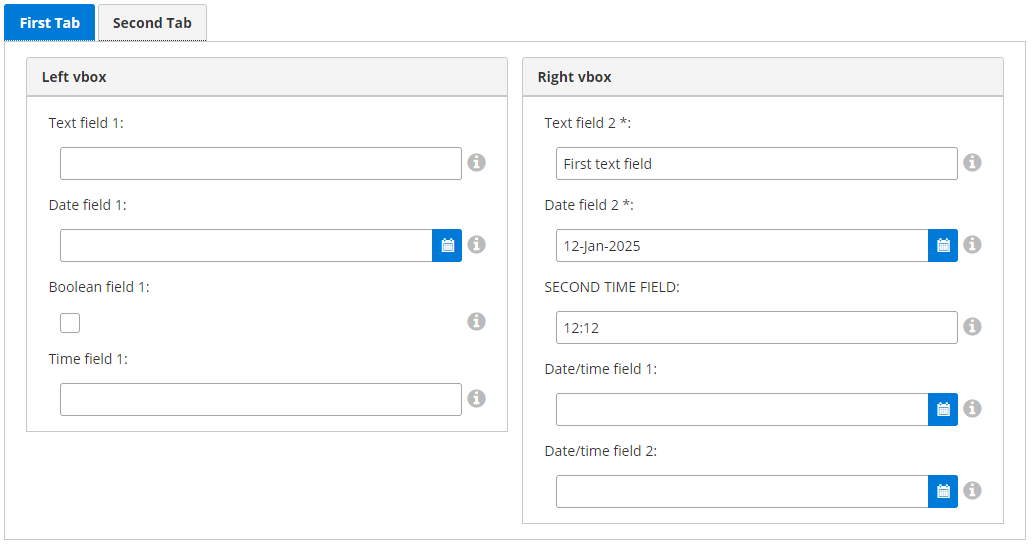 First Tab
Second Tab
Left vbox
Text field 1:
Date field 1:
Boolean field 1:
Time field 1:
Right vbox
Text field 2 *:
First text field
Date field 2 *:
12-Jan-2025
SECOND TIME FIELD:
12:12
Date/time field 1:
Date/time field 2: